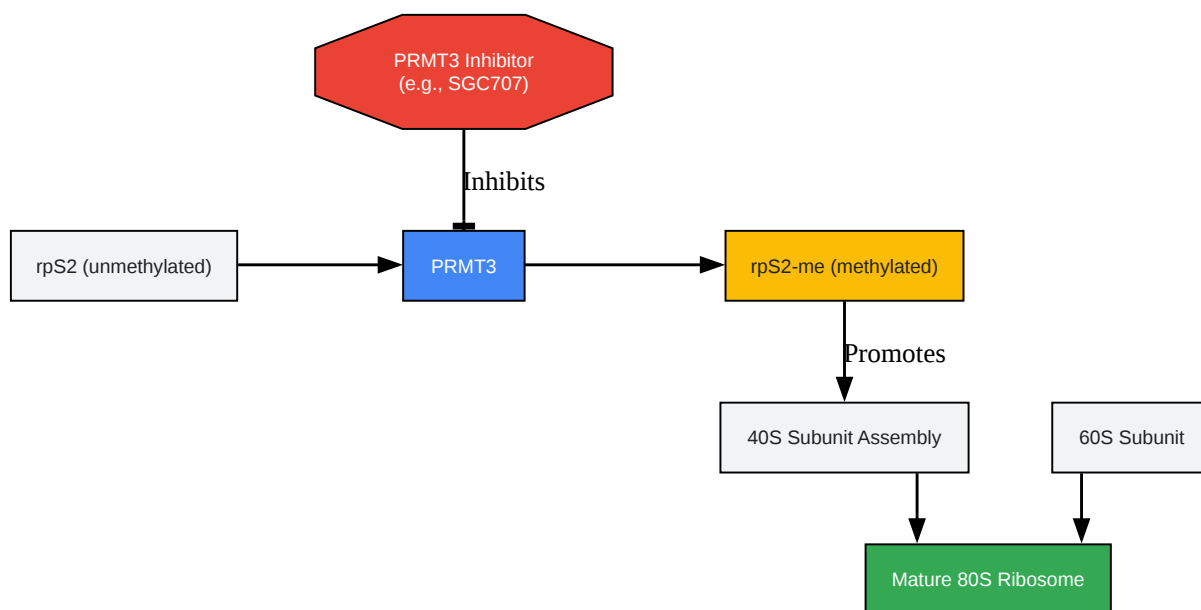 PRMT3 Inhibitor
(e.g., SGC707)
Inhibits
rpS2 (unmethylated)
PRMT3
rpS2-me (methylated)
Promotes
40S Subunit Assembly
60S Subunit
Mature 80S Ribosome